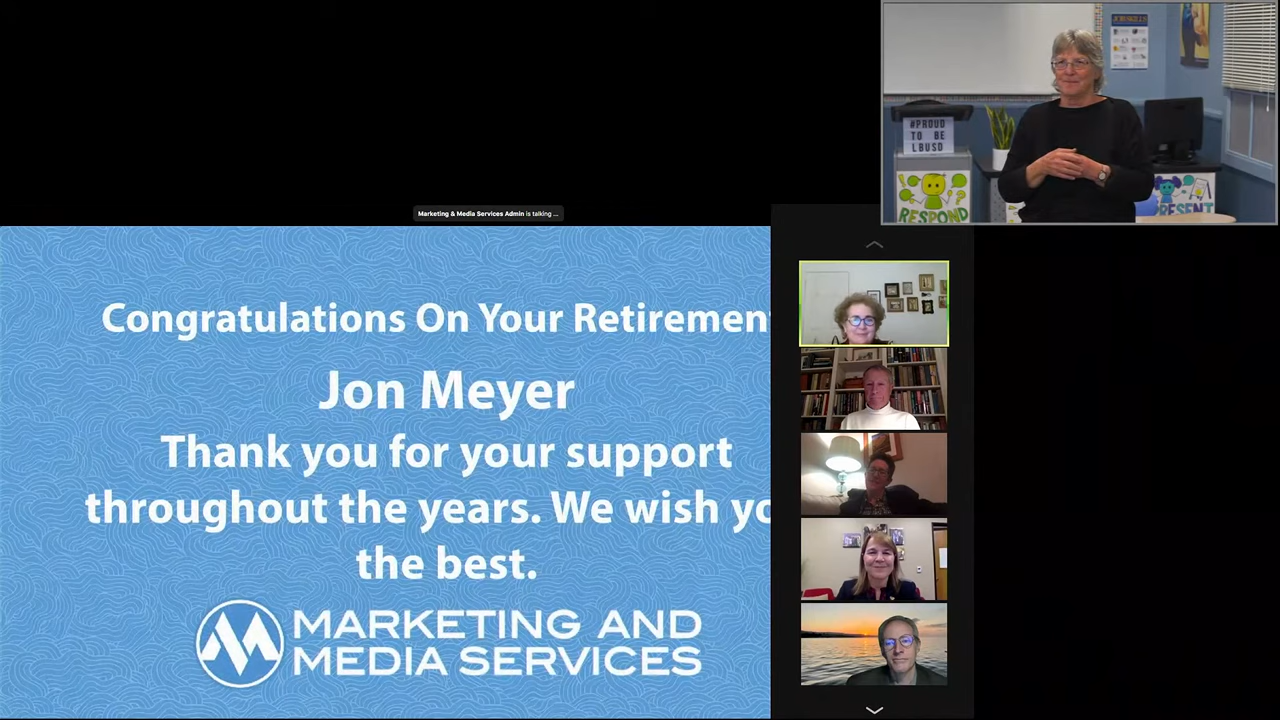 #PROUD
TO BE
LBUSD
RESPOND
PRESENT
Marketing & Media Services Admin is talking ...
Congratulations On Your Retiremen
Jon Meyer
Thank you for your support
throughout the years. We wish yo
the best.
MARKETING AND
MEDIA SERVICES